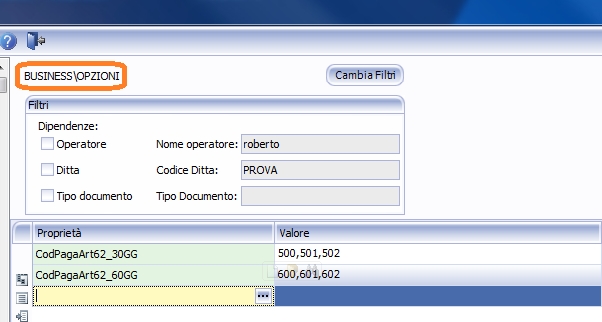 BUSINESS\OPZIONI
Cambia Filtri
Filtri
Dipendenze:
Operatore Nome operatore: roberto
Ditta Codice Ditta: PROVA
Tipo documento Tipo Documento:
Proprietà Valore
CodPagaArt62_30GG 500,501,502
CodPagaArt62_60GG 600,601,602